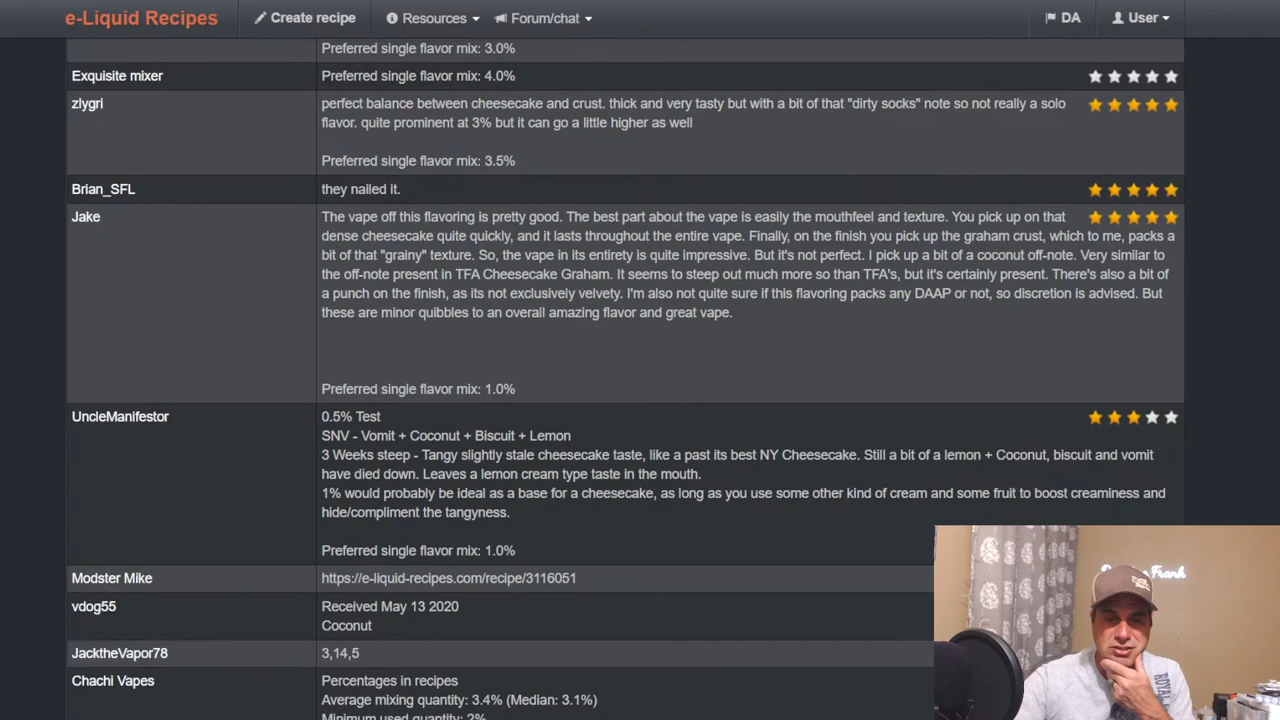 e-Liquid Recipes Create recipe Resources Forum/chat DA User
Preferred single flavor mix: 3.0%
Exquisite mixer Preferred single flavor mix: 4.0%
zlygri perfect balance between cheesecake and crust. thick and very tasty but with a bit of that "dirty socks" note so not really a solo
flavor. quite prominent at 3% but it can go a little higher as well
Preferred single flavor mix: 3.5%
Brian_SFL they nailed it.
Jake The vape off this flavoring is pretty good. The best part about the vape is easily the mouthfeel and texture. You pick up on that
dense cheesecake quite quickly, and it lasts throughout the entire vape. Finally, on the finish you pick up the graham crust, which to me, packs a
bit of that "grainy" texture. So, the vape in its entirety is quite impressive. But it's not perfect. I pick up a bit of a coconut off-note. Very similar to
the off-note present in TFA Cheesecake Graham. It seems to steep out much more so than TFA's, but it's certainly present. There's also a bit of
a punch on the finish, as its not exclusively velvety. I'm also not quite sure if this flavoring packs any DAAP or not, so discretion is advised. But
these are minor quibbles to an overall amazing flavor and great vape.
Preferred single flavor mix: 1.0%
UncleManifestor 0.5% Test
SNV - Vomit + Coconut + Biscuit + Lemon
3 Weeks steep - Tangy slightly stale cheesecake taste, like a past its best NY Cheesecake. Still a bit of a lemon + Coconut, biscuit and vomit
have died down. Leaves a lemon cream type taste in the mouth.
1% would probably be ideal as a base for a cheesecake, as long as you use some other kind of cream and some fruit to boost creaminess and
hide/compliment the tangyness.
Preferred single flavor mix: 1.0%
Modster Mike https://e-liquid-recipes.com/recipe/3116051
vdog55 Received May 13 2020
Coconut
JacktheVapor78 3,14,5
Chachi Vapes Percentages in recipes
Average mixing quantity: 3.4% (Median: 3.1%)
Minimum used quantity: 2%
Frank